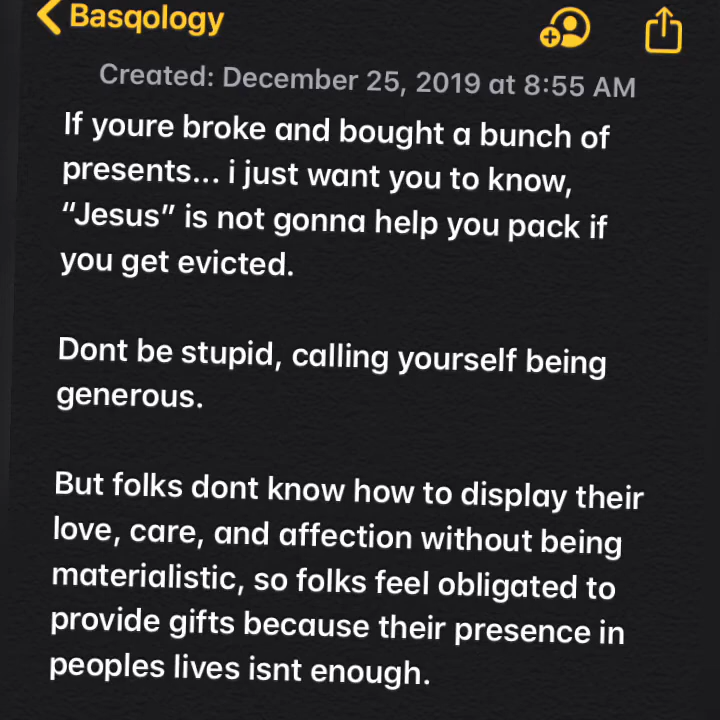 Basqology
Created: December 25, 2019 at 8:55 AM
If youre broke and bought a bunch of
presents... i just want you to know,
“Jesus” is not gonna help you pack if
you get evicted.
Dont be stupid, calling yourself being
generous.
But folks dont know how to display their
love, care, and affection without being
materialistic, so folks feel obligated to
provide gifts because their presence in
peoples lives isnt enough.